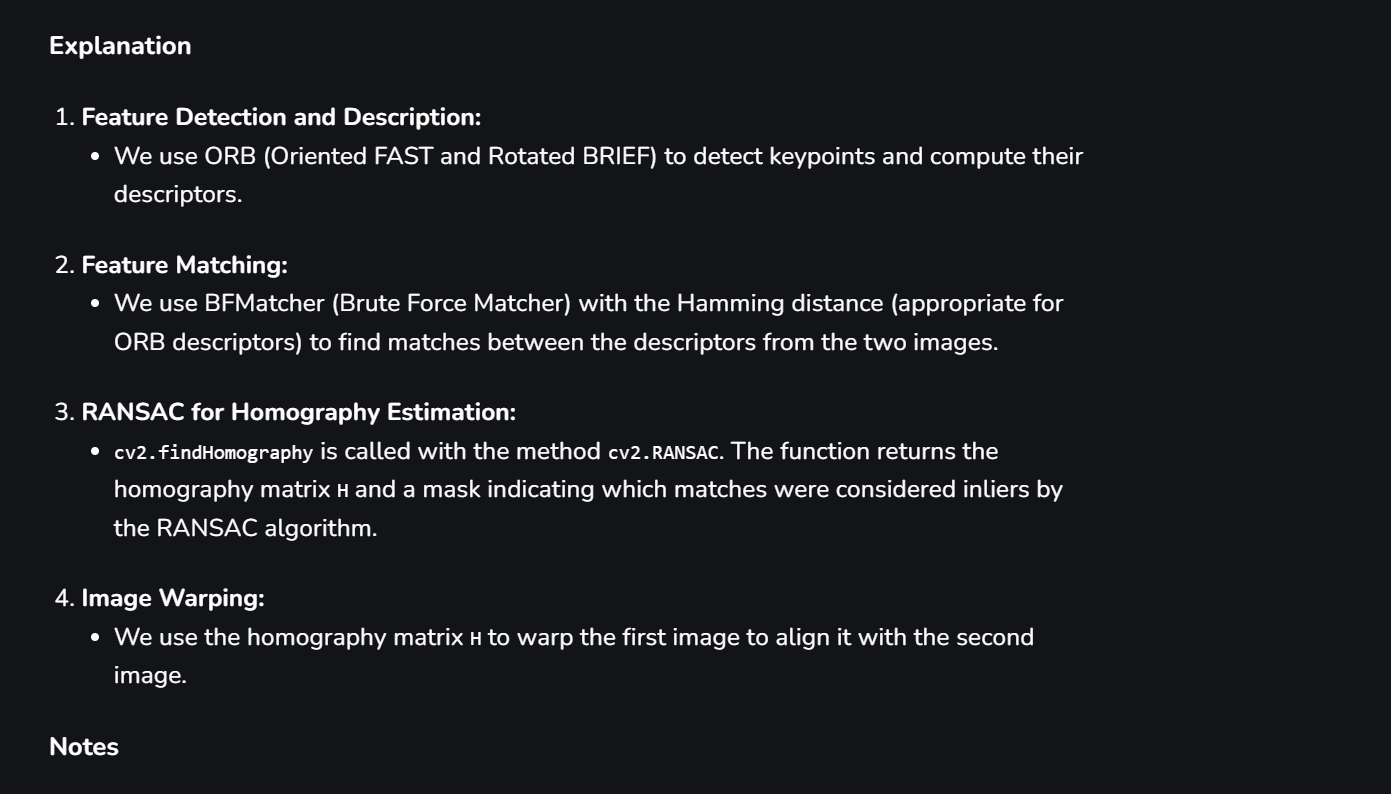 Explanation
1. Feature Detection and Description:
• We use ORB (Oriented FAST and Rotated BRIEF) to detect keypoints and compute their
descriptors.
2. Feature Matching:
• We use BFMatcher (Brute Force Matcher) with the Hamming distance (appropriate for
ORB descriptors) to find matches between the descriptors from the two images.
3. RANSAC for Homography Estimation:
• cv2.findHomography is called with the method cv2.RANSAC. The function returns the
homography matrix H and a mask indicating which matches were considered inliers by
the RANSAC algorithm.
4. Image Warping:
• We use the homography matrix H to warp the first image to align it with the second
image.
Notes